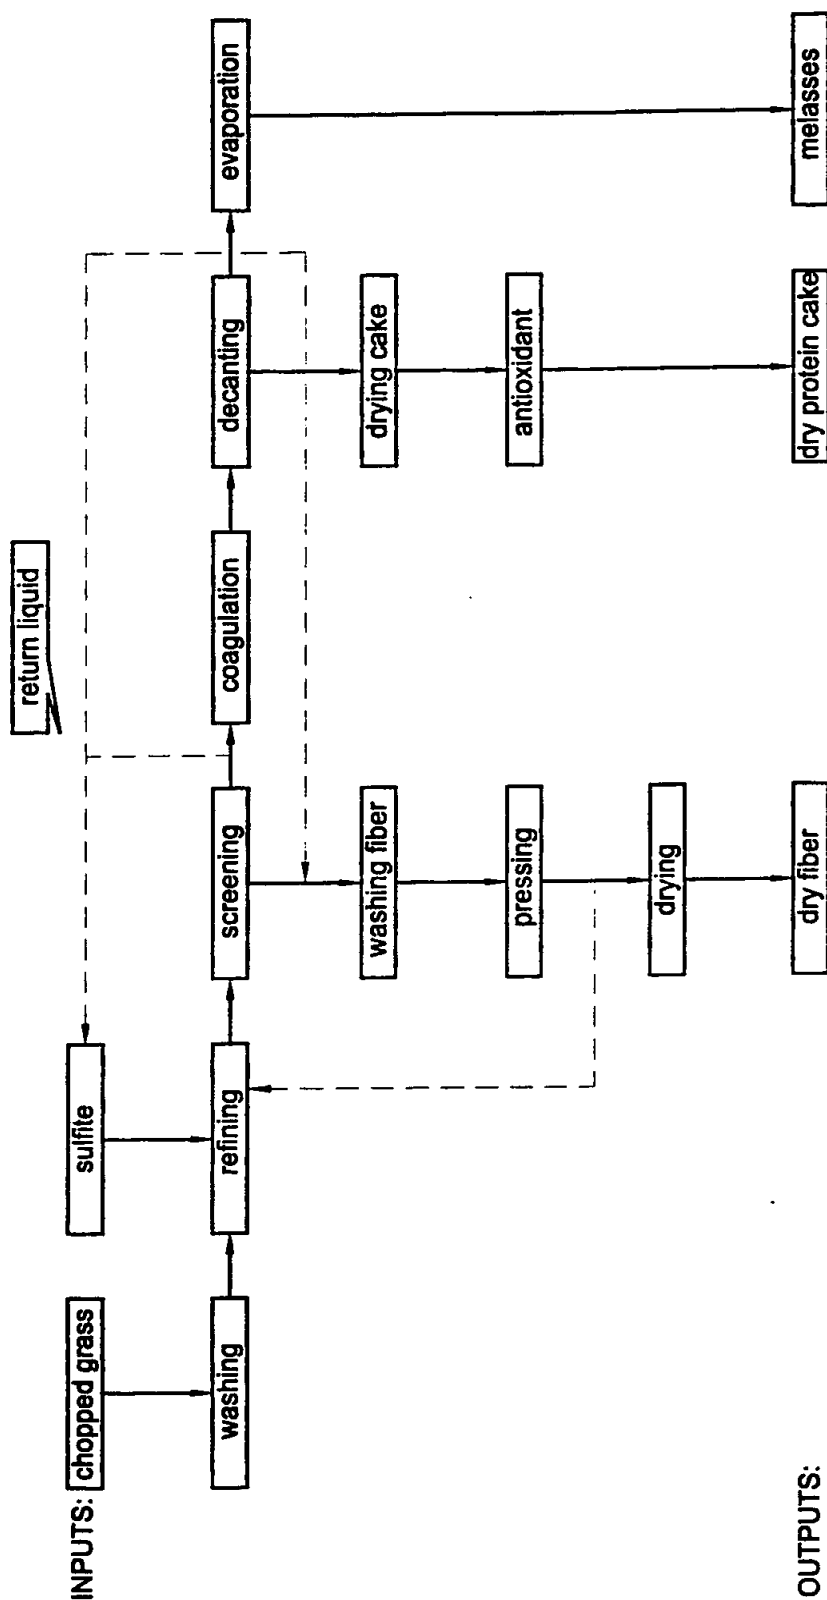 return liquid
INPUTS:
chopped grass
sulfite
washing
refining
screening
coagulation
decanting
evaporation
washing fiber
drying cake
pressing
antioxidant
drying
OUTPUTS:
dry fiber
dry protein cake
melasses